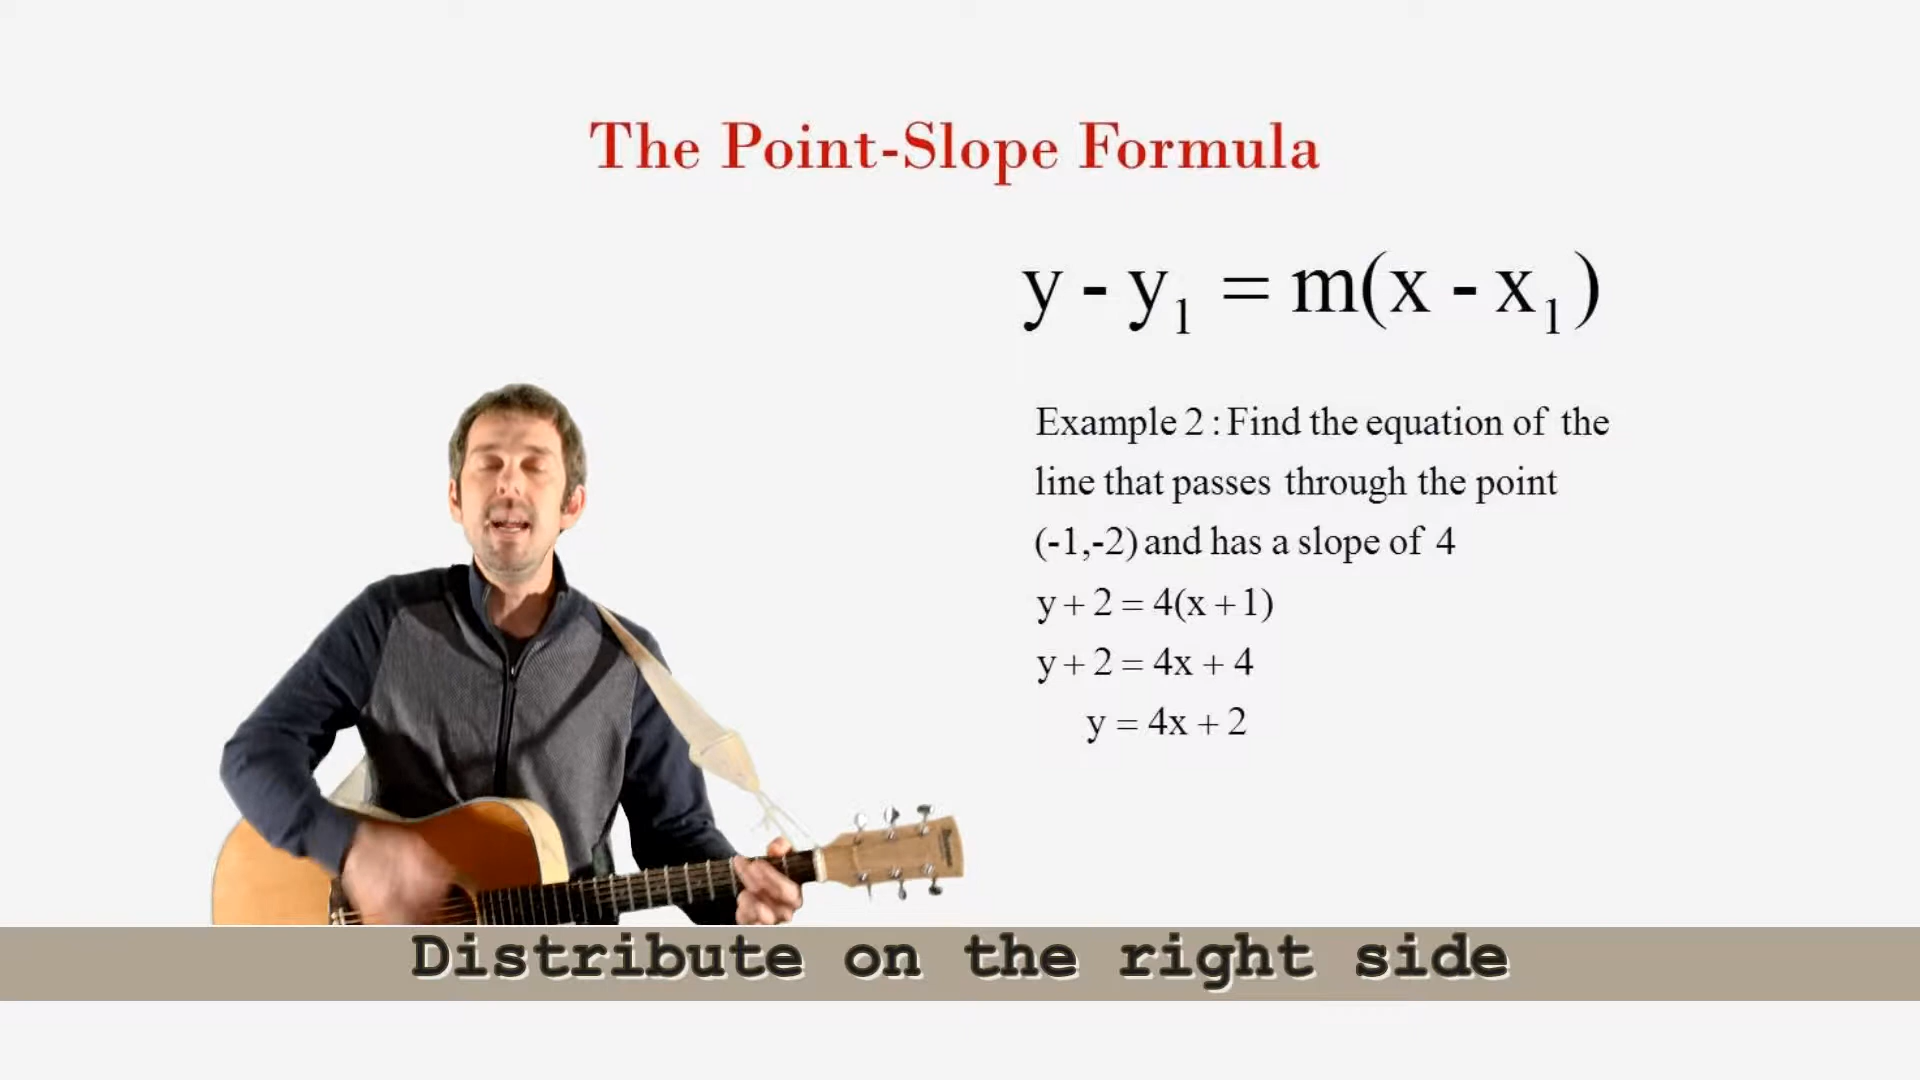 The Point-Slope Formula
y - y₁ = m(x - x₁)
Example 2 : Find the equation of the
line that passes through the point
(-1,-2) and has a slope of 4
y + 2 = 4(x + 1)
y + 2 = 4x + 4
y = 4x + 2
Distribute on the right side